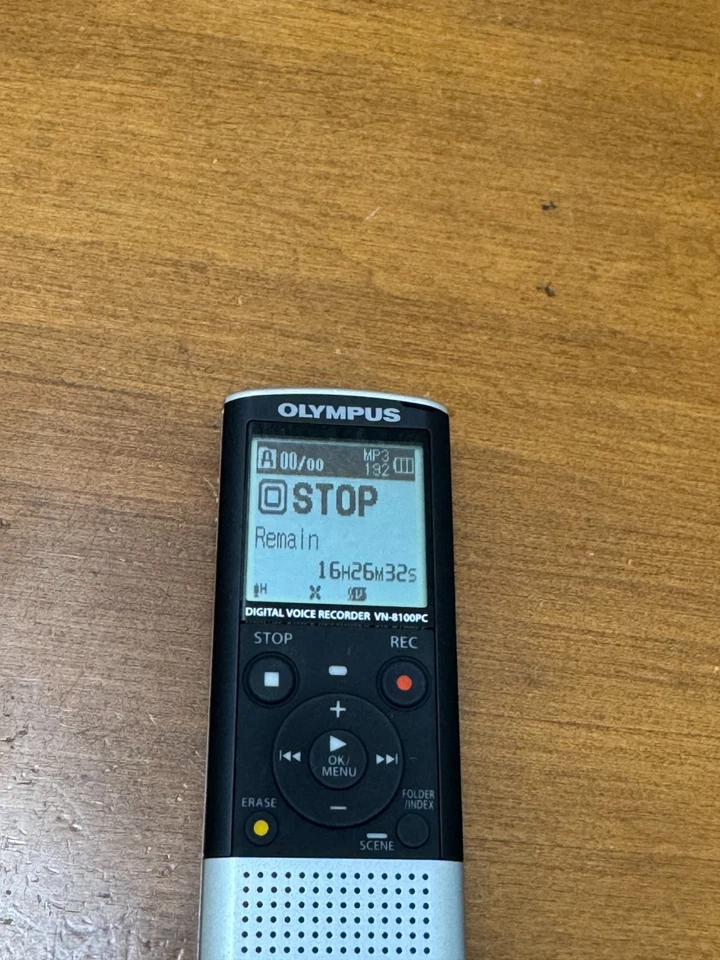 OLYMPUS
A 00/00 MP3 192
STOP
Remain
16H26M32S
H
DIGITAL VOICE RECORDER VN-8100PC
STOP REC
+
OK/
MENU
−
ERASE
FOLDER
/INDEX
SCENE